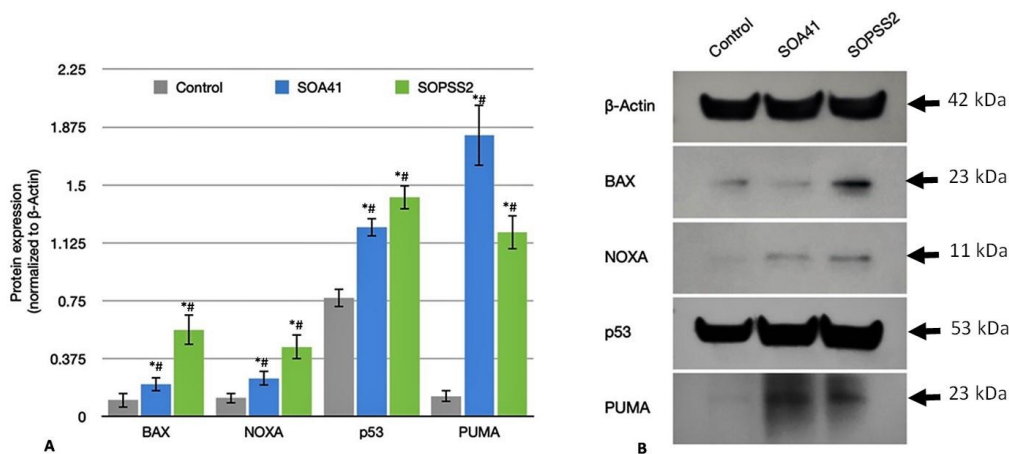 2.25
Control
SOA41
SOPSS2
1.875
1.5
1.125
0.75
0.375
0
Protein expression
(normalized to β-Actin)
*#
*#
*#
*#
*#
*#
*#
*#
BAX
NOXA
p53
PUMA
A
Control
SOA41
SOPSS2
β-Actin
42 kDa
BAX
23 kDa
NOXA
11 kDa
p53
53 kDa
PUMA
23 kDa
B